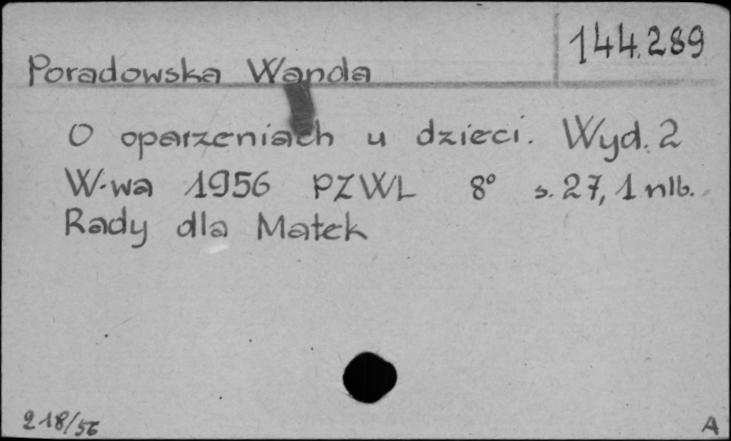 144.289
Poradowska Wanda
O oparzeniach u dzieci. Wyd. 2
W-wa 1956 PZWL 8° s. 27, 1 nlb.
Rady dla Matek
218/56
A